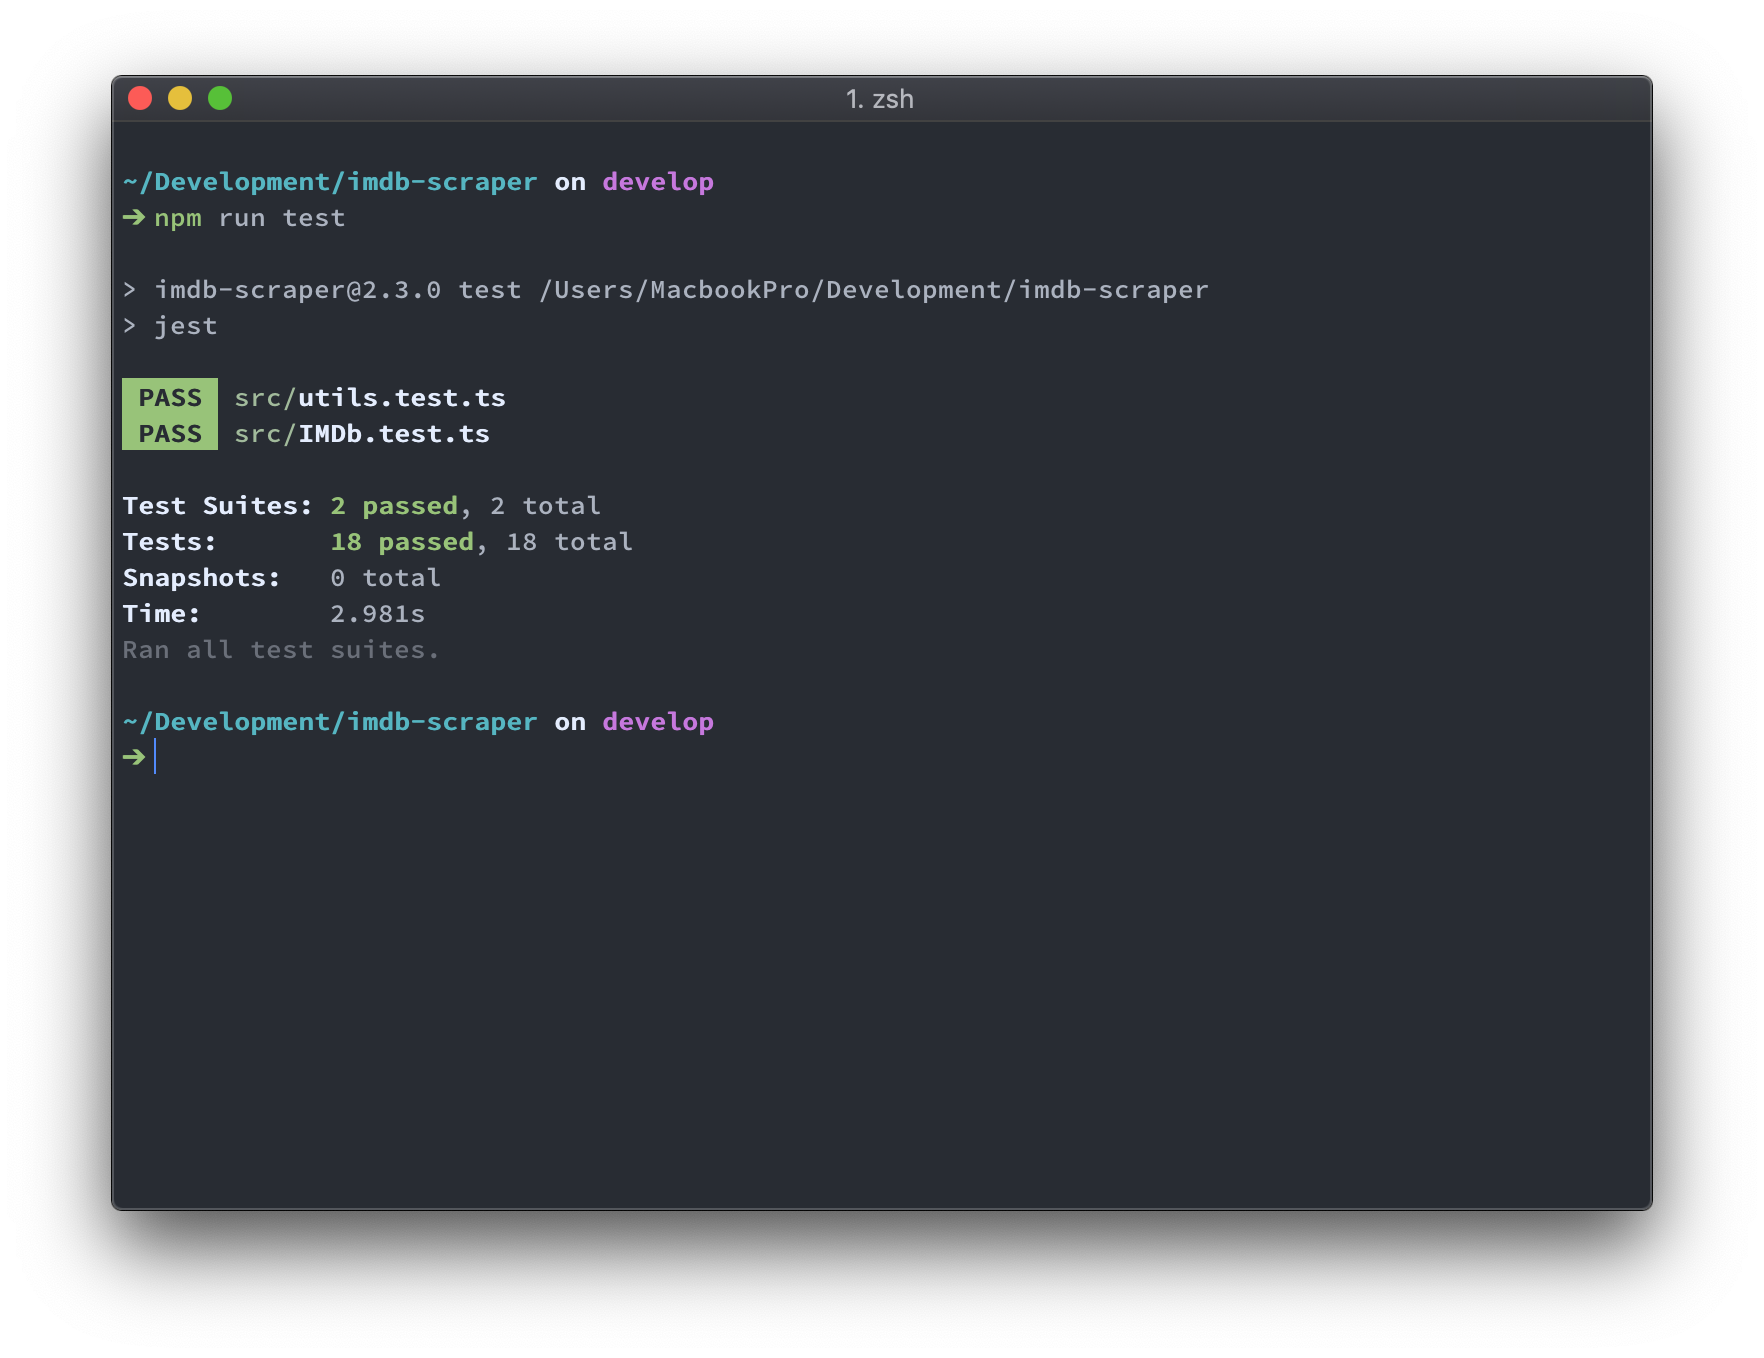 1. zsh
~/Development/imdb-scraper on develop
➔ npm run test
> imdb-scraper@2.3.0 test /Users/MacbookPro/Development/imdb-scraper
> jest
PASS src/utils.test.ts
PASS src/IMDb.test.ts
Test Suites: 2 passed, 2 total
Tests: 18 passed, 18 total
Snapshots: 0 total
Time: 2.981s
Ran all test suites.
~/Development/imdb-scraper on develop
➔